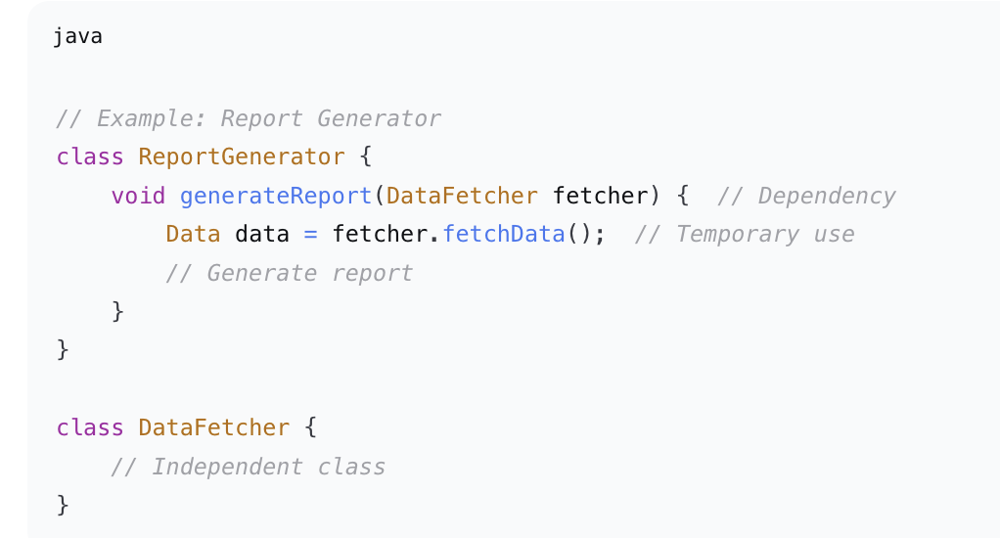 java
// Example: Report Generator
class ReportGenerator {
    void generateReport(DataFetcher fetcher) {  // Dependency
        Data data = fetcher.fetchData();  // Temporary use
        // Generate report
    }
}
class DataFetcher {
    // Independent class
}